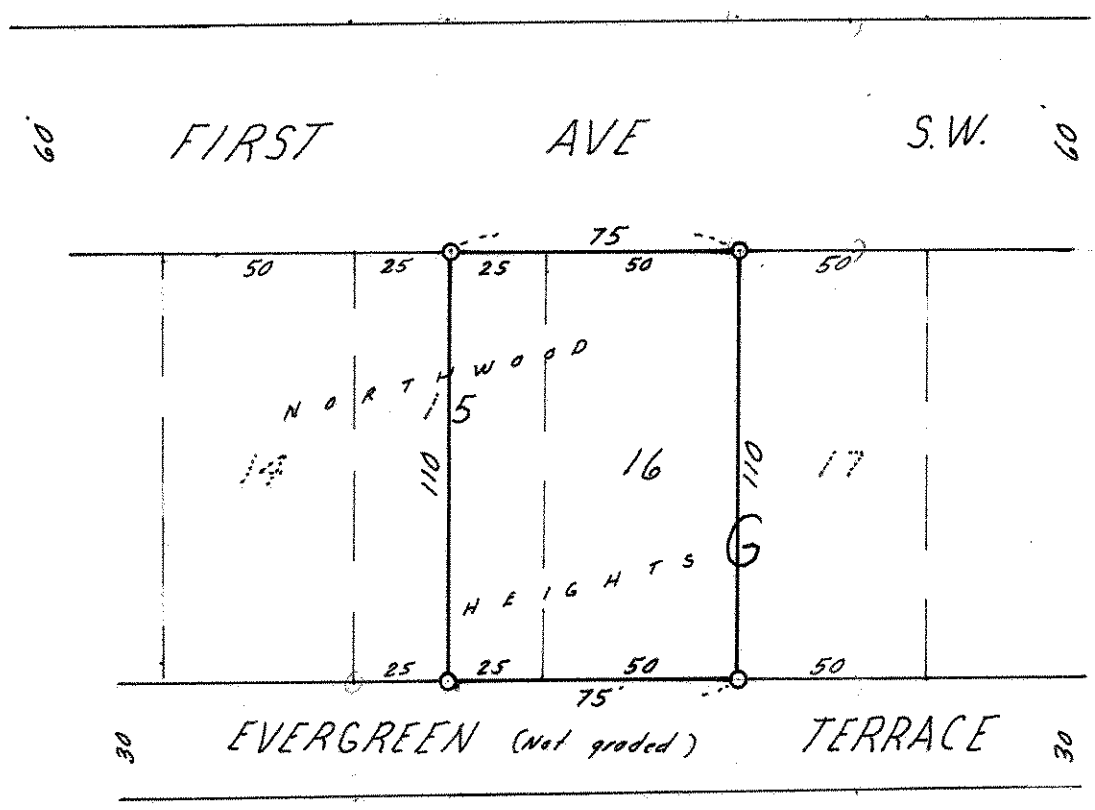 60 FIRST AVE S.W. 60
75
50 25 25 50 50
NORTHWOOD
15
14 110 16 110 17
G
HEIGHTS
25 25 50 50
75
30 EVERGREEN (Not graded) TERRACE 30